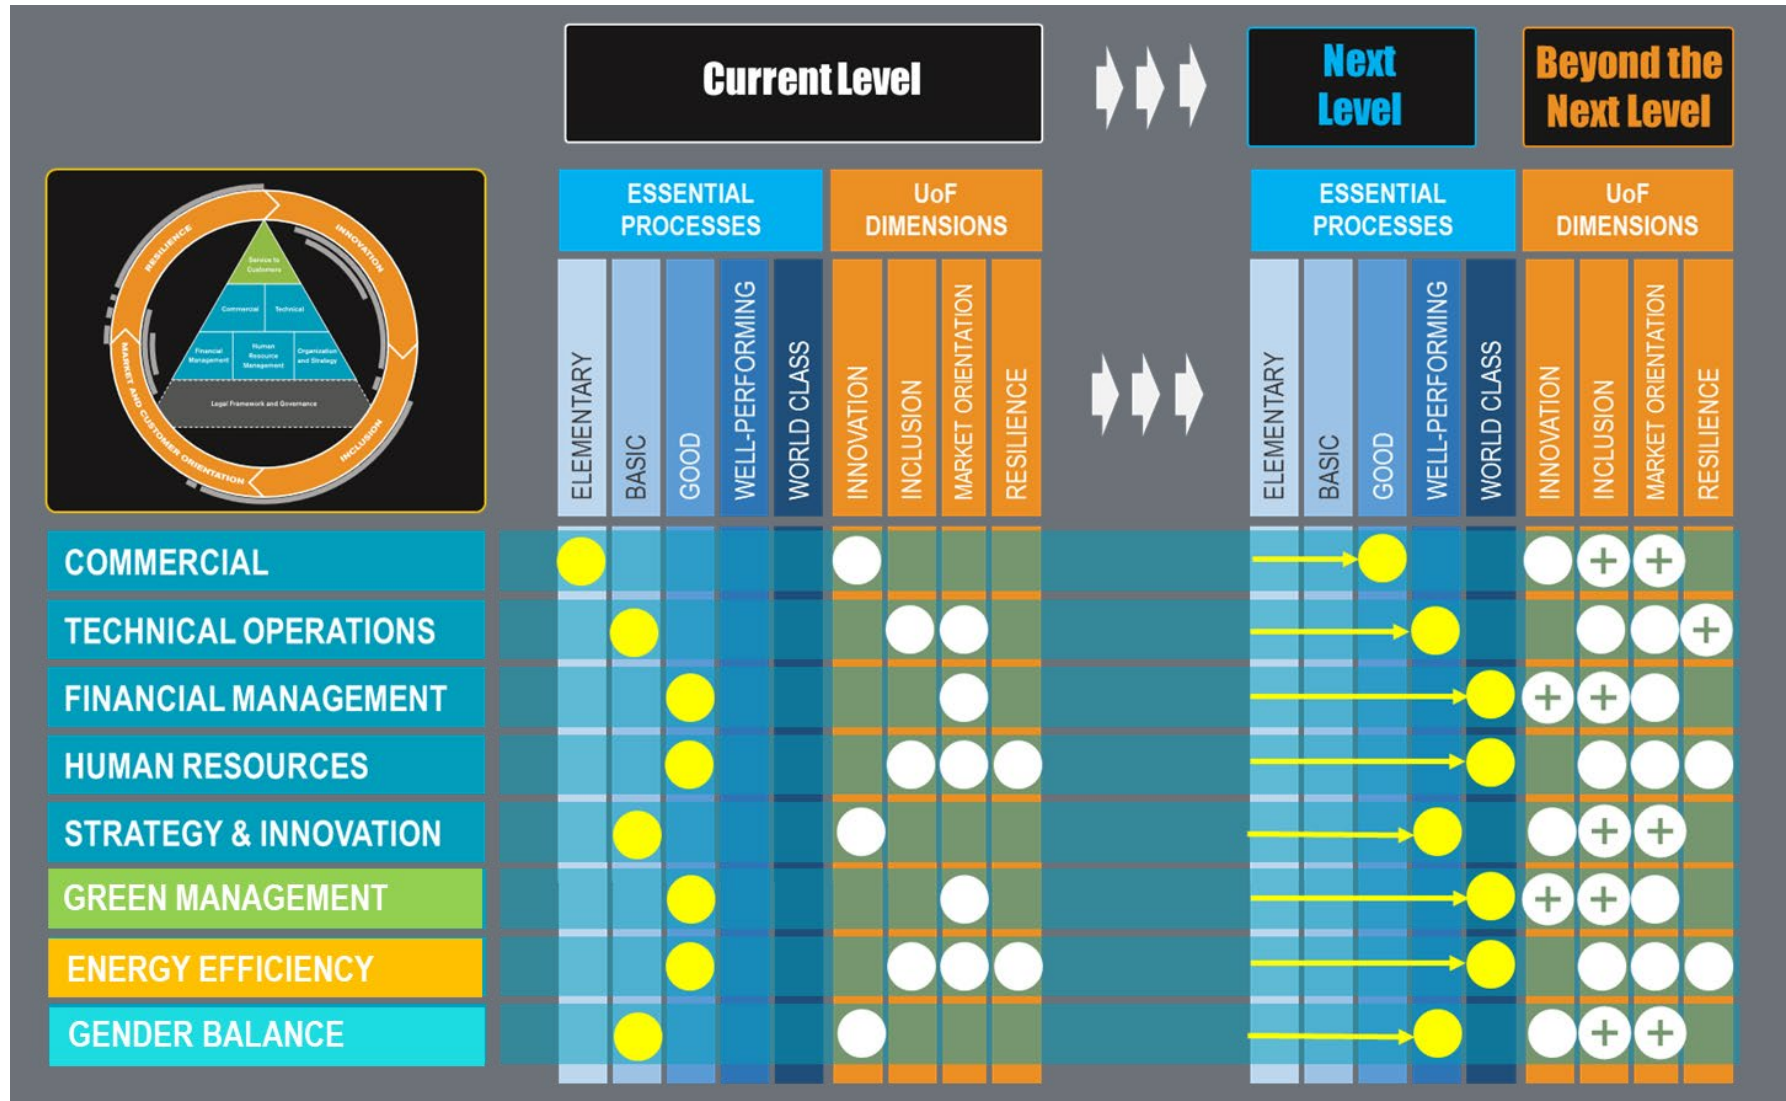 Current Level
Next
Level
Beyond the
Next Level
ESSENTIAL
PROCESSES
UoF
DIMENSIONS
ESSENTIAL
PROCESSES
UoF
DIMENSIONS
RESILIENCE
INNOVATION
INCLUSION
MARKET AND CUSTOMER ORIENTATION
Service to
Customers
Commercial
Technical
Financial
Management
Human
Resource
Management
Organization
and Strategy
Legal Framework and Governance
ELEMENTARY
BASIC
GOOD
WELL-PERFORMING
WORLD CLASS
INNOVATION
INCLUSION
MARKET ORIENTATION
RESILIENCE
ELEMENTARY
BASIC
GOOD
WELL-PERFORMING
WORLD CLASS
INNOVATION
INCLUSION
MARKET ORIENTATION
RESILIENCE
COMMERCIAL
+ +
TECHNICAL OPERATIONS
+
FINANCIAL MANAGEMENT
+ +
HUMAN RESOURCES
STRATEGY & INNOVATION
+ +
GREEN MANAGEMENT
+ +
ENERGY EFFICIENCY
GENDER BALANCE
+ +